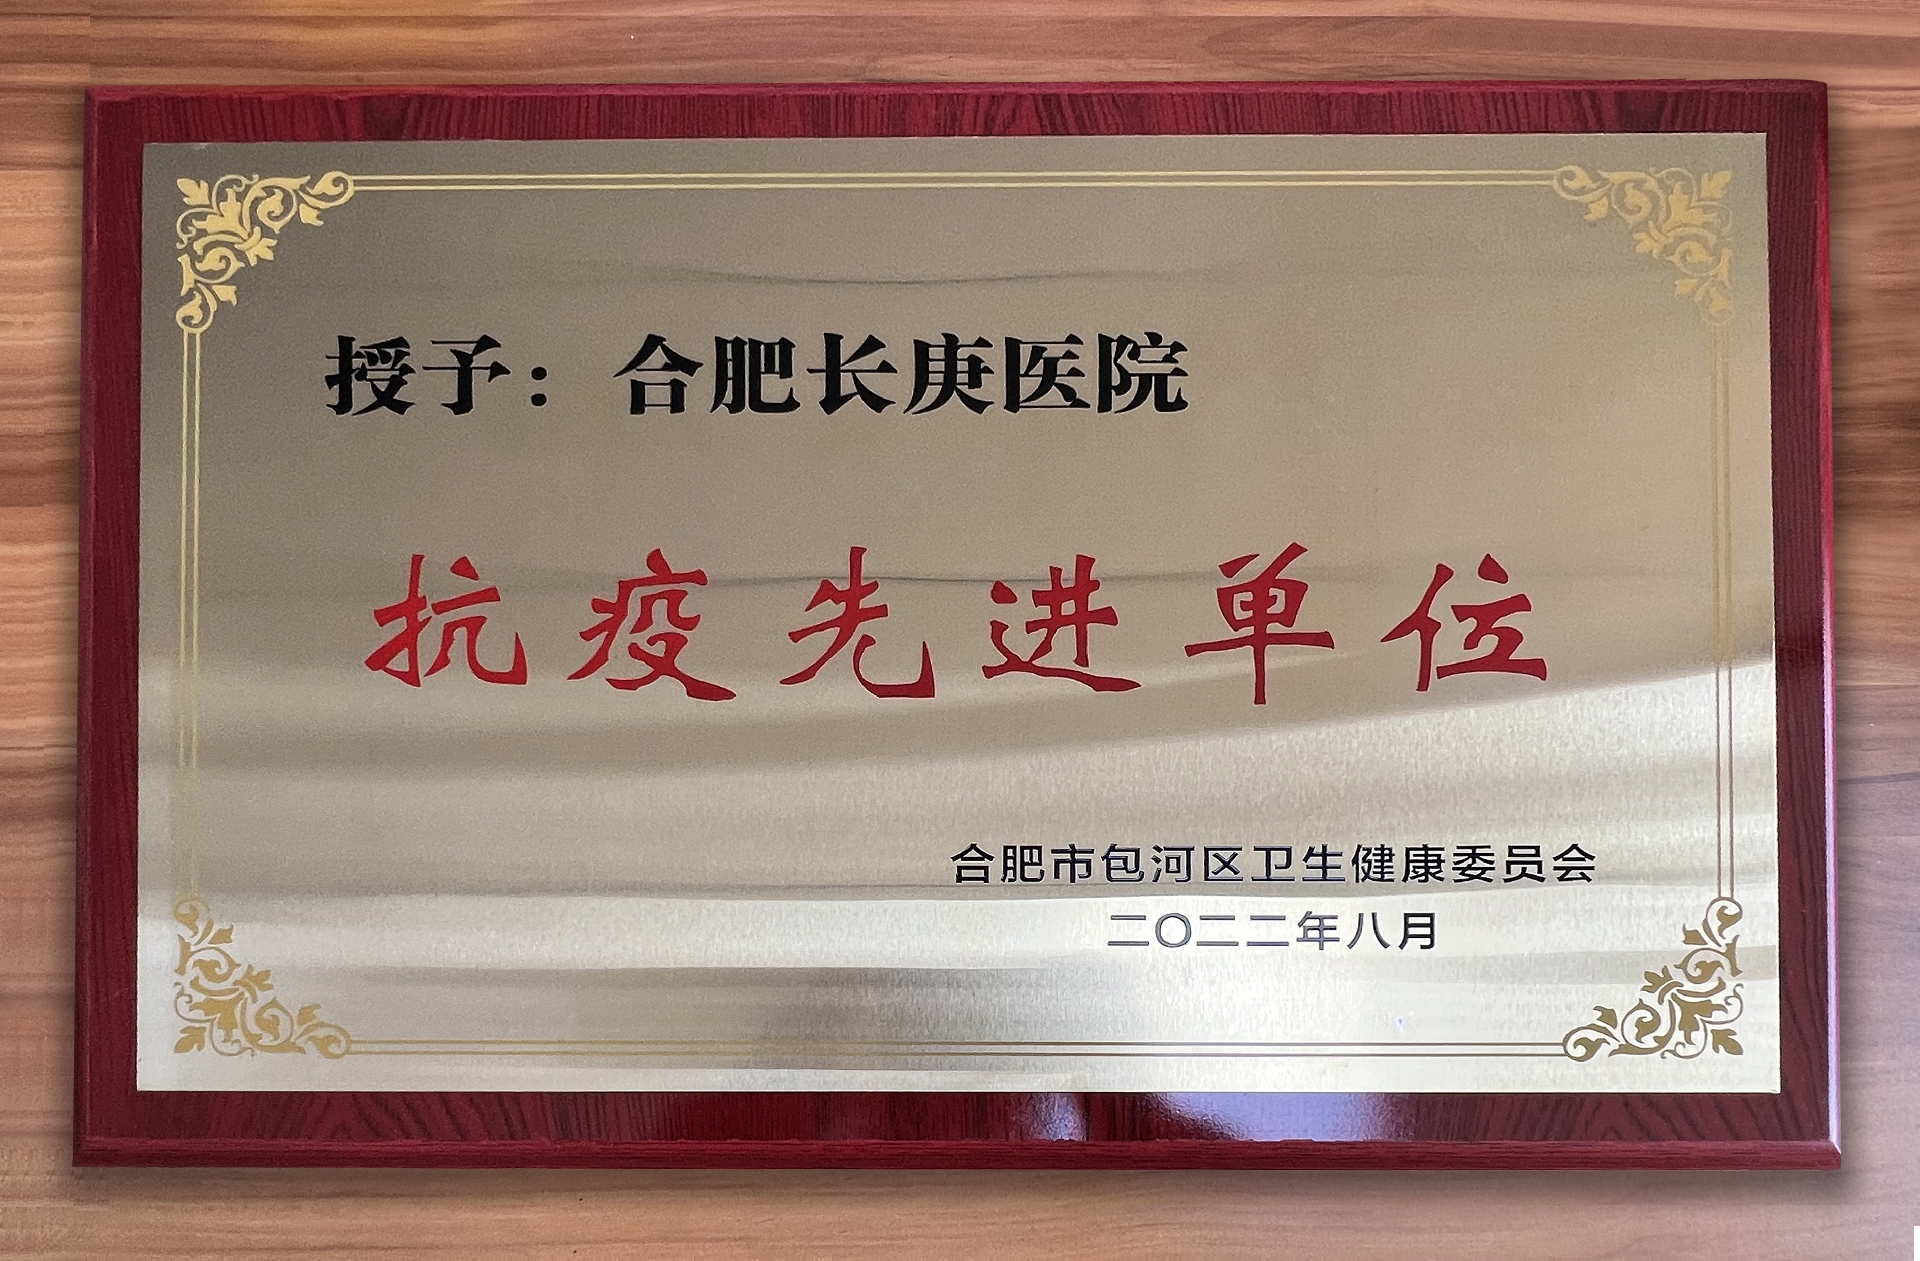 授予：合肥长庚医院
抗疫先进单位
合肥市包河区卫生健康委员会
二〇二二年八月